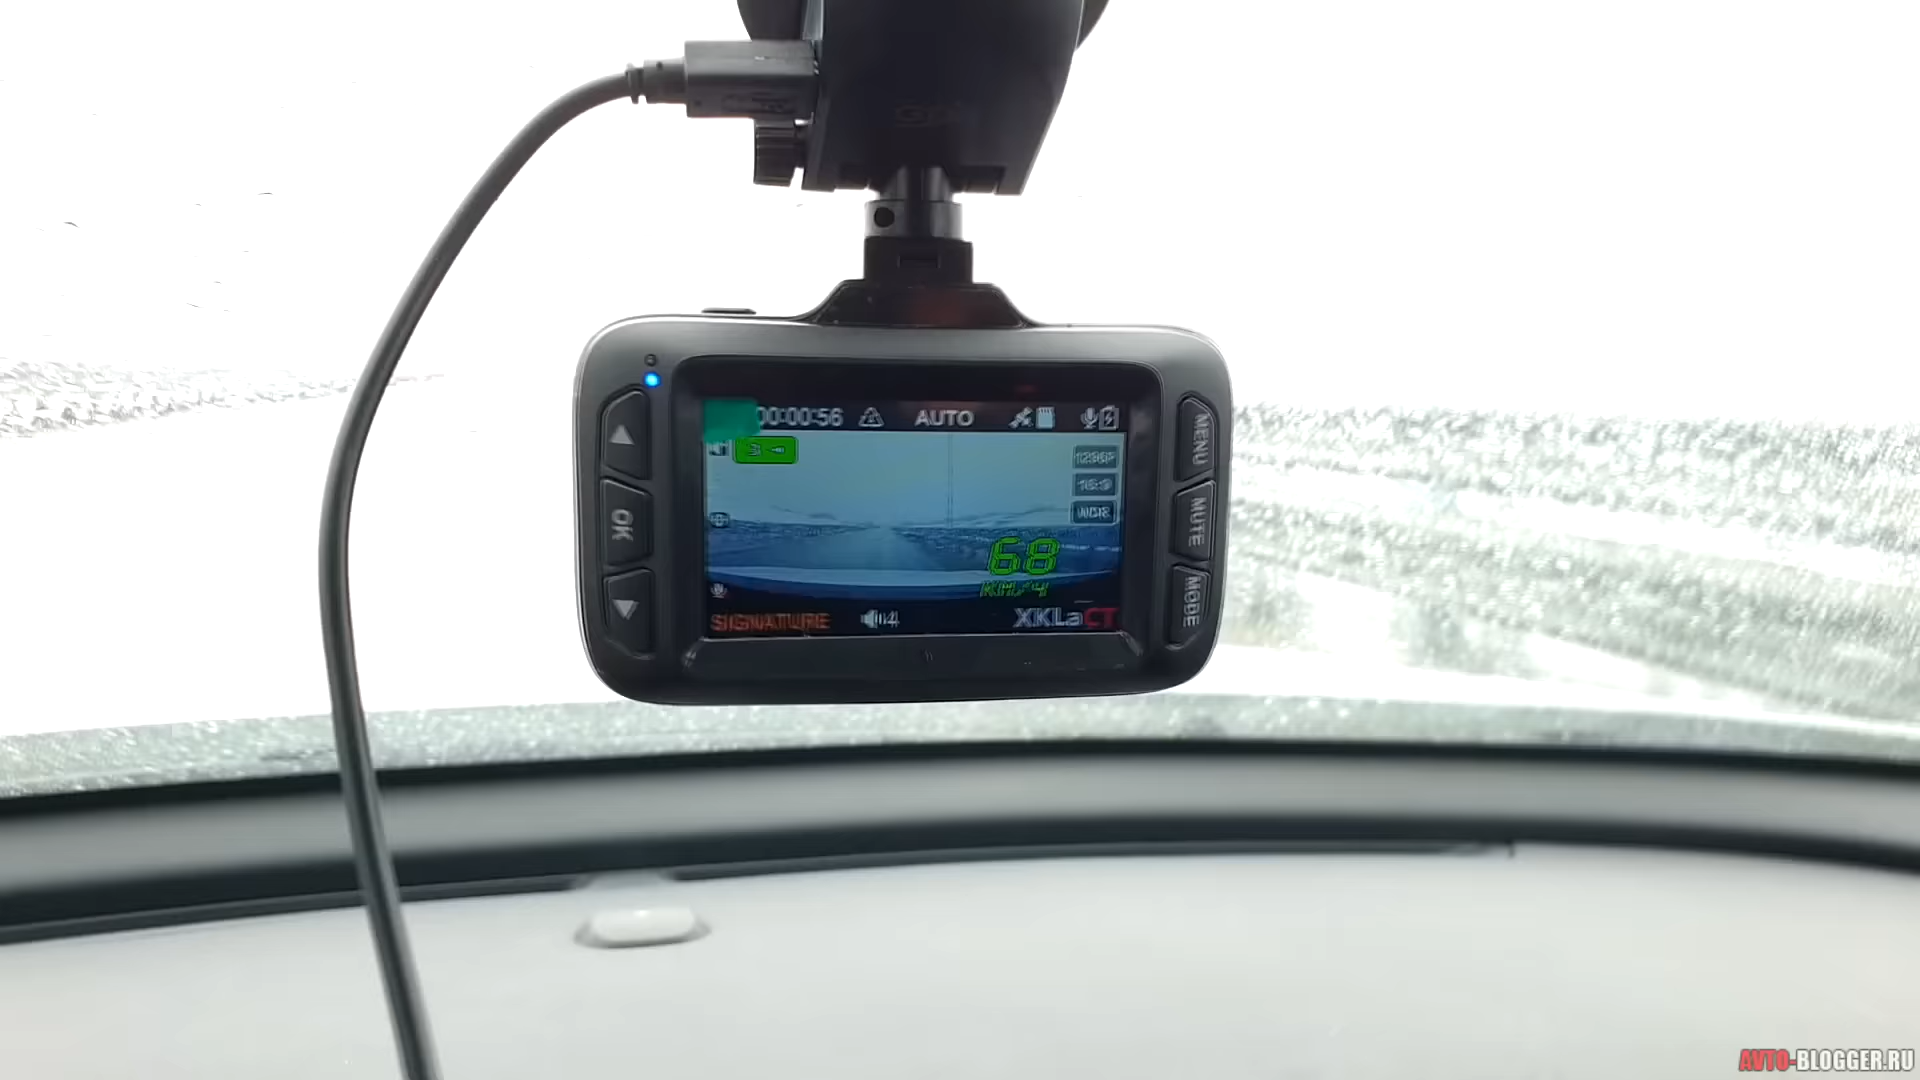 00:00:56 AUTO
1296P
16:9
WDR
68
КМ/Ч
SIGNATURE 4
OK
MENU
MUTE
MODE
AVTO-BLOGGER.RU